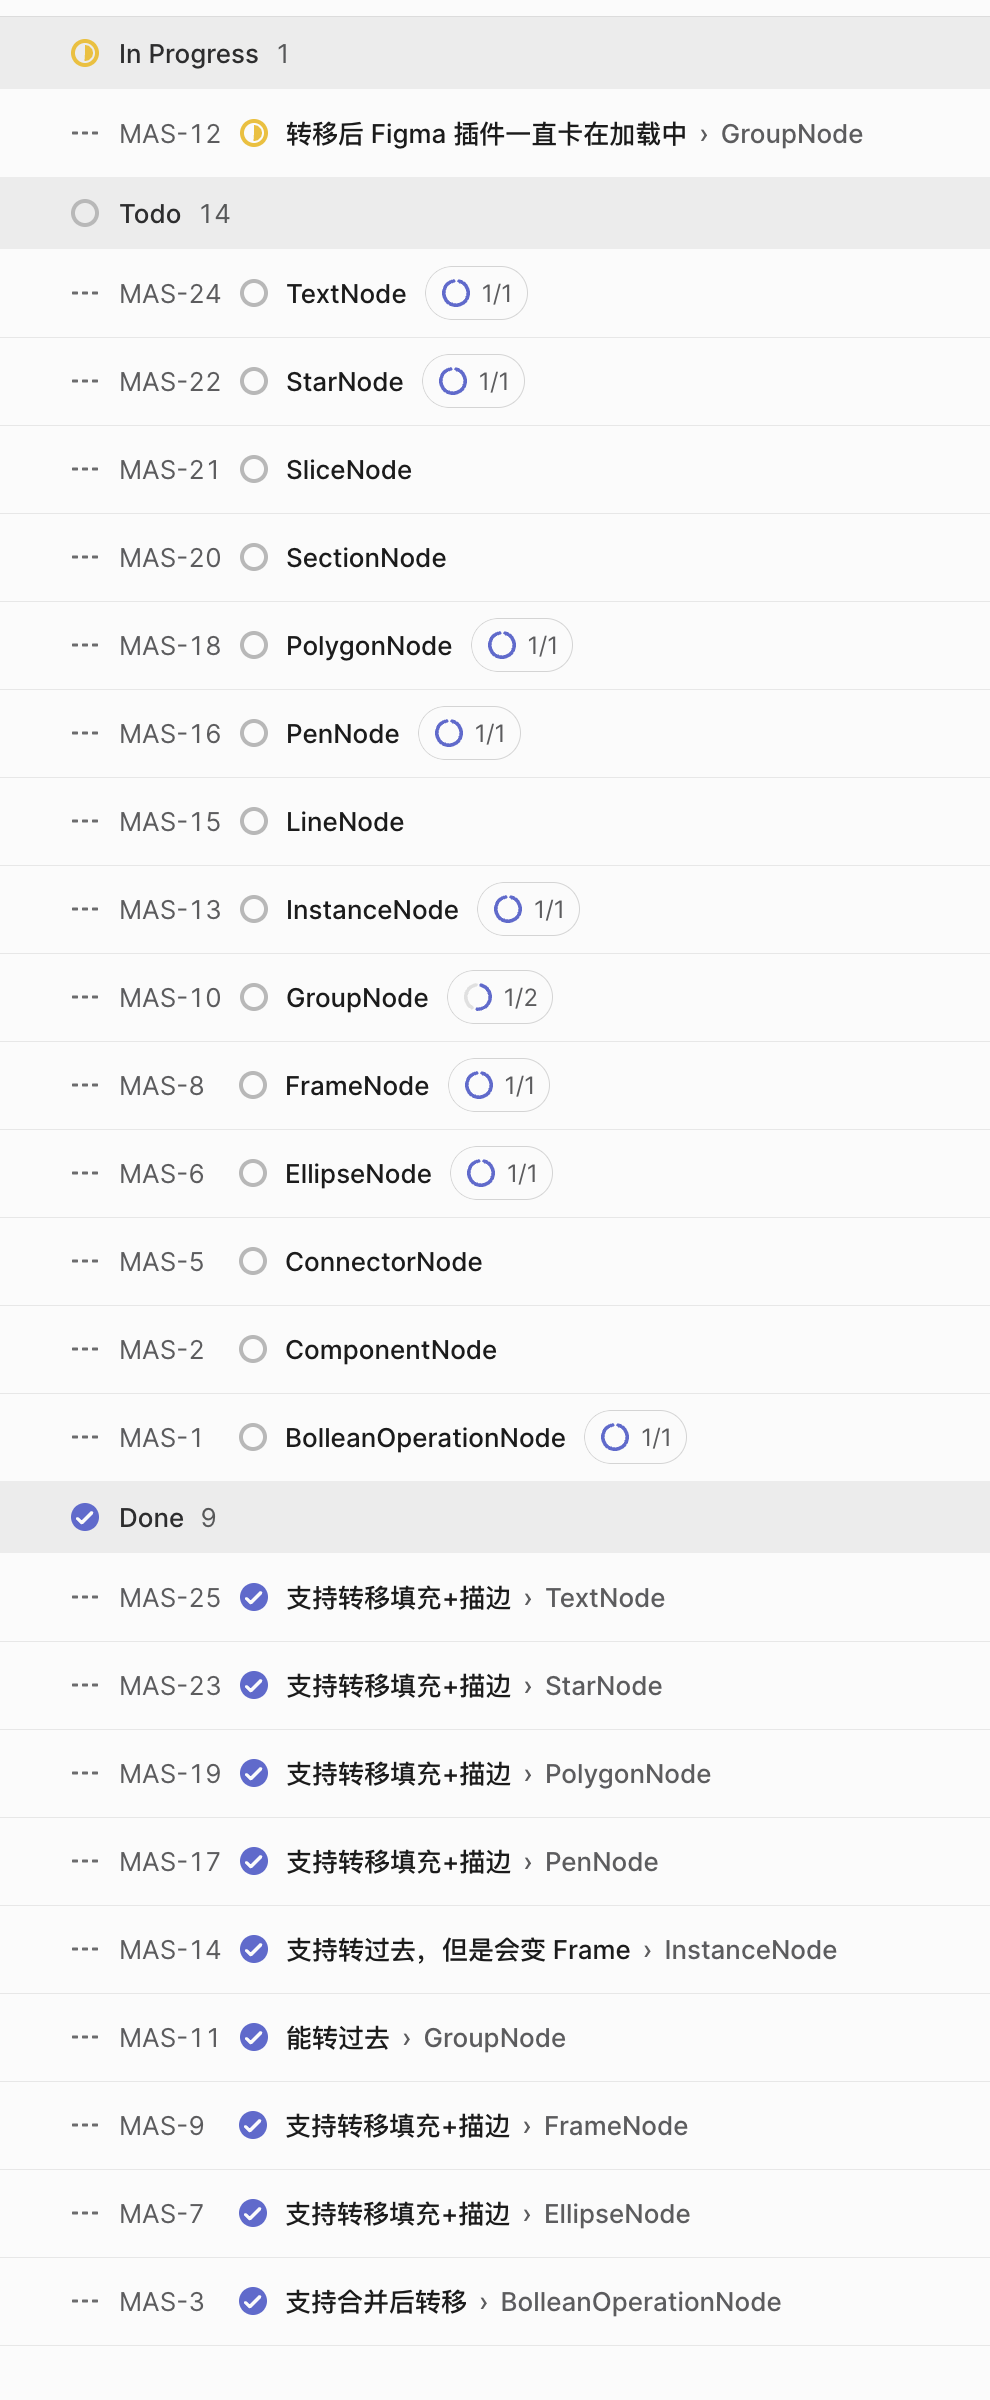 In Progress 1
MAS-12 转移后 Figma 插件一直卡在加载中 › GroupNode
Todo 14
MAS-24 TextNode 1/1
MAS-22 StarNode 1/1
MAS-21 SliceNode
MAS-20 SectionNode
MAS-18 PolygonNode 1/1
MAS-16 PenNode 1/1
MAS-15 LineNode
MAS-13 InstanceNode 1/1
MAS-10 GroupNode 1/2
MAS-8 FrameNode 1/1
MAS-6 EllipseNode 1/1
MAS-5 ConnectorNode
MAS-2 ComponentNode
MAS-1 BolleanOperationNode 1/1
Done 9
MAS-25 支持转移填充+描边 › TextNode
MAS-23 支持转移填充+描边 › StarNode
MAS-19 支持转移填充+描边 › PolygonNode
MAS-17 支持转移填充+描边 › PenNode
MAS-14 支持转过去，但是会变 Frame › InstanceNode
MAS-11 能转过去 › GroupNode
MAS-9 支持转移填充+描边 › FrameNode
MAS-7 支持转移填充+描边 › EllipseNode
MAS-3 支持合并后转移 › BolleanOperationNode